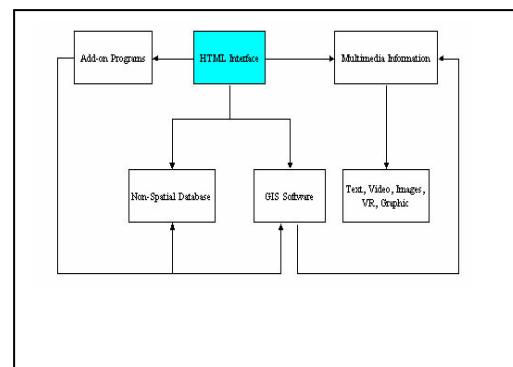 Add-on Programs
HTML Interface
Multimedia Information
Non-Spatial Database
GIS Software
Text, Video, Images,
VR, Graphic